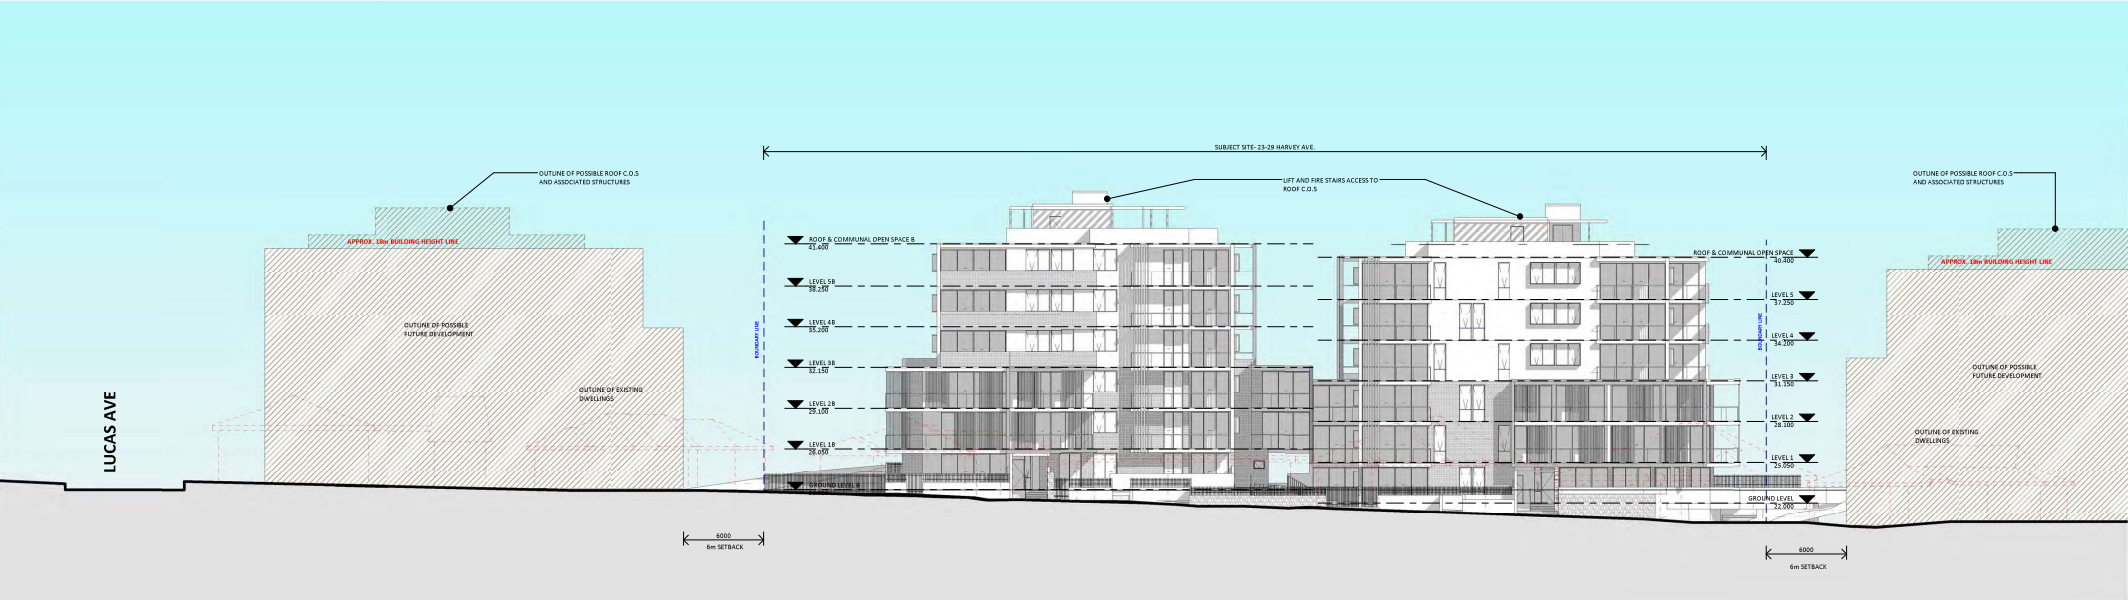 SUBJECT SITE- 23-29 HARVEY AVE.
OUTLINE OF POSSIBLE ROOF C.O.S
AND ASSOCIATED STRUCTURES
LIFT AND FIRE STAIRS ACCESS TO
ROOF C.O.S
OUTLINE OF POSSIBLE ROOF C.O.S
AND ASSOCIATED STRUCTURES
APPROX. 18m BUILDING HEIGHT LINE
ROOF & COMMUNAL OPEN SPACE B
41.400
LEVEL 5B
38.250
LEVEL 4B
35.200
LEVEL 3B
32.150
LEVEL 2B
29.100
LEVEL 1B
26.050
GROUND LEVEL B
ROOF & COMMUNAL OPEN SPACE
40.400
LEVEL 5
37.250
LEVEL 4
34.200
LEVEL 3
31.150
LEVEL 2
28.100
LEVEL 1
25.050
GROUND LEVEL
22.000
APPROX. 18m BUILDING HEIGHT LINE
OUTLINE OF POSSIBLE
FUTURE DEVELOPMENT
BOUNDARY LINE
BOUNDARY LINE
OUTLINE OF EXISTING
DWELLINGS
OUTLINE OF POSSIBLE
FUTURE DEVELOPMENT
OUTLINE OF EXISTING
DWELLINGS
LUCAS AVE
6000
6m SETBACK
6000
6m SETBACK